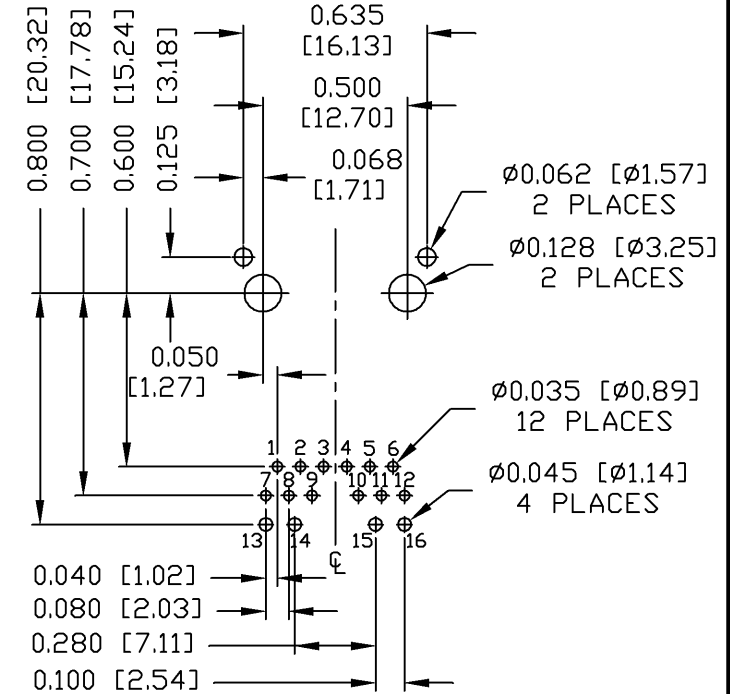 0.800 [20.32]
0.700 [17.78]
0.600 [15.24]
0.125 [3.18]
0.635
[16.13]
0.500
[12.70]
0.068
[1.71]
Ø0.062 [Ø1.57]
2 PLACES
Ø0.128 [Ø3.25]
2 PLACES
0.050
[1.27]
Ø0.035 [Ø0.89]
12 PLACES
1 2 3 4 5 6
Ø0.045 [Ø1.14]
4 PLACES
7 8 9 10 11 12
13 14 15 16
℄
0.040 [1.02]
0.080 [2.03]
0.280 [7.11]
0.100 [2.54]